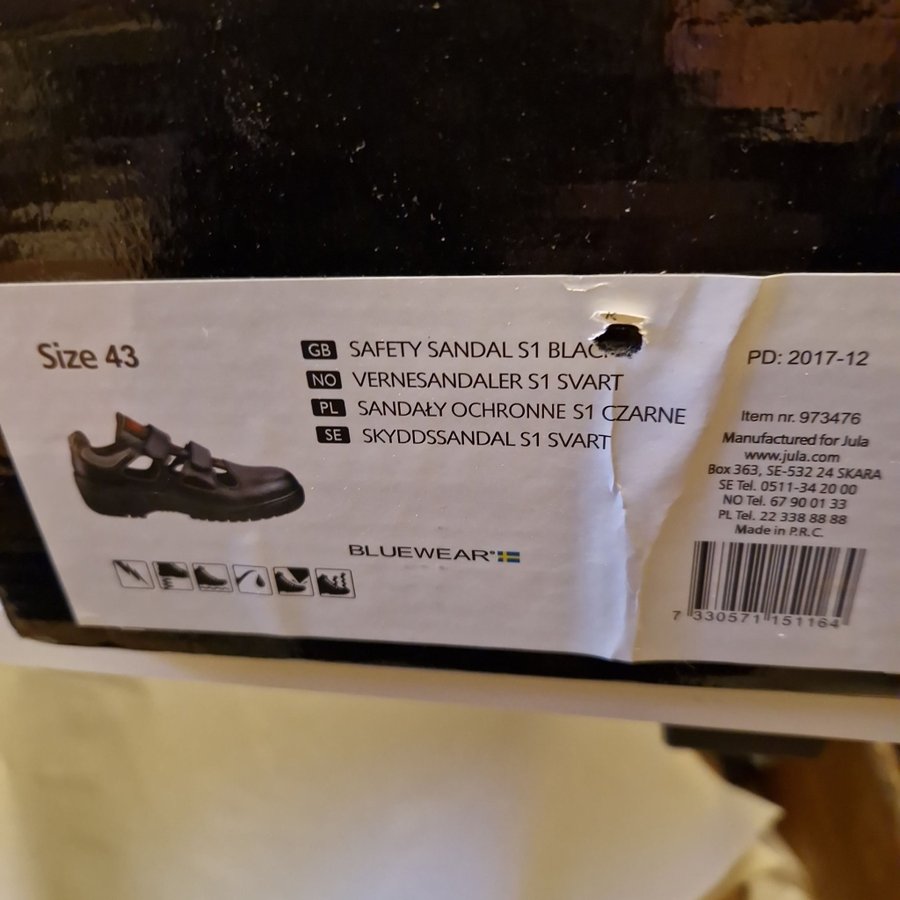 Size 43
GB SAFETY SANDAL S1
NO VERNESANDALER S1 SVART
PL SANDAŁY OCHRONNE S1 CZARNE
SE SKYDDSSANDAL S1 SVART
BLUEWEAR®
PD: 2017-12
Item nr. 973476
Manufactured for Jula
www.jula.com
Box 363, SE-532 24 SKARA
SE Tel. 0511-34 20 00
NO Tel. 67 90 01 33
PL Tel. 22 338 88 88
Made in P.R.C.
7 330571 151164